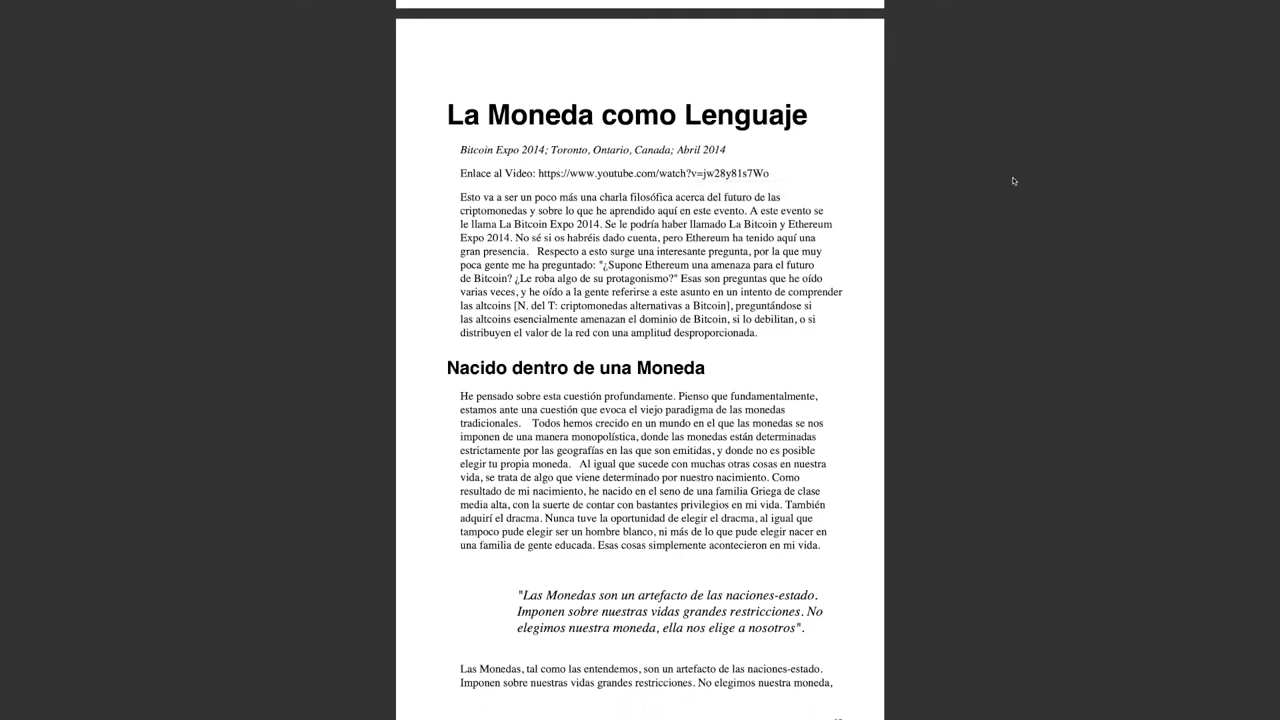 La Moneda como Lenguaje
Bitcoin Expo 2014; Toronto, Ontario, Canada; Abril 2014
Enlace al Video: https://www.youtube.com/watch?v=jw28y81s7Wo
Esto va a ser un poco más una charla filosófica acerca del futuro de las
criptomonedas y sobre lo que he aprendido aquí en este evento. A este evento se
le llama La Bitcoin Expo 2014. Se le podría haber llamado La Bitcoin y Ethereum
Expo 2014. No sé si os habréis dado cuenta, pero Ethereum ha tenido aquí una
gran presencia. Respecto a esto surge una interesante pregunta, por la que muy
poca gente me ha preguntado: "¿Supone Ethereum una amenaza para el futuro
de Bitcoin? ¿Le roba algo de su protagonismo?" Esas son preguntas que he oído
varias veces, y he oído a la gente referirse a este asunto en un intento de comprender
las altcoins [N. del T: criptomonedas alternativas a Bitcoin], preguntándose si
las altcoins esencialmente amenazan el dominio de Bitcoin, si lo debilitan, o si
distribuyen el valor de la red con una amplitud desproporcionada.
Nacido dentro de una Moneda
He pensado sobre esta cuestión profundamente. Pienso que fundamentalmente,
estamos ante una cuestión que evoca el viejo paradigma de las monedas
tradicionales. Todos hemos crecido en un mundo en el que las monedas se nos
imponen de una manera monopolística, donde las monedas están determinadas
estrictamente por las geografías en las que son emitidas, y donde no es posible
elegir tu propia moneda. Al igual que sucede con muchas otras cosas en nuestra
vida, se trata de algo que viene determinado por nuestro nacimiento. Como
resultado de mi nacimiento, he nacido en el seno de una familia Griega de clase
media alta, con la suerte de contar con bastantes privilegios en mi vida. También
adquirí el dracma. Nunca tuve la oportunidad de elegir el dracma, al igual que
tampoco pude elegir ser un hombre blanco, ni más de lo que pude elegir nacer en
una familia de gente educada. Esas cosas simplemente acontecieron en mi vida.
"Las Monedas son un artefacto de las naciones-estado.
Imponen sobre nuestras vidas grandes restricciones. No
elegimos nuestra moneda, ella nos elige a nosotros".
Las Monedas, tal como las entendemos, son un artefacto de las naciones-estado.
Imponen sobre nuestras vidas grandes restricciones. No elegimos nuestra moneda,